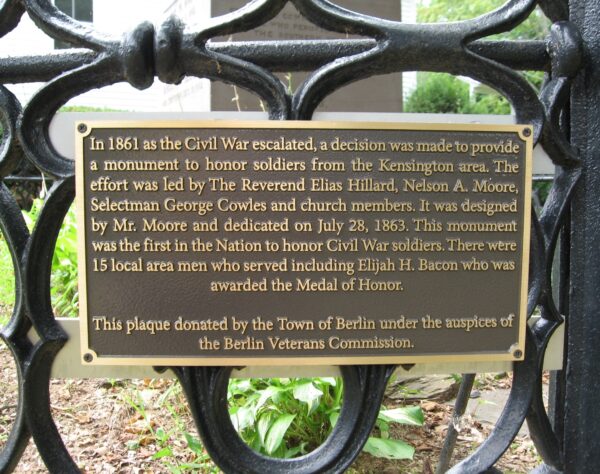 In 1861 as the Civil War escalated, a decision was made to provide
a monument to honor soldiers from the Kensington area. The
effort was led by The Reverend Elias Hillard, Nelson A. Moore,
Selectman George Cowles and church members. It was designed
by Mr. Moore and dedicated on July 28, 1863. This monument
was the first in the Nation to honor Civil War soldiers. There were
15 local area men who served including Elijah H. Bacon who was
awarded the Medal of Honor.
This plaque donated by the Town of Berlin under the auspices of
the Berlin Veterans Commission.